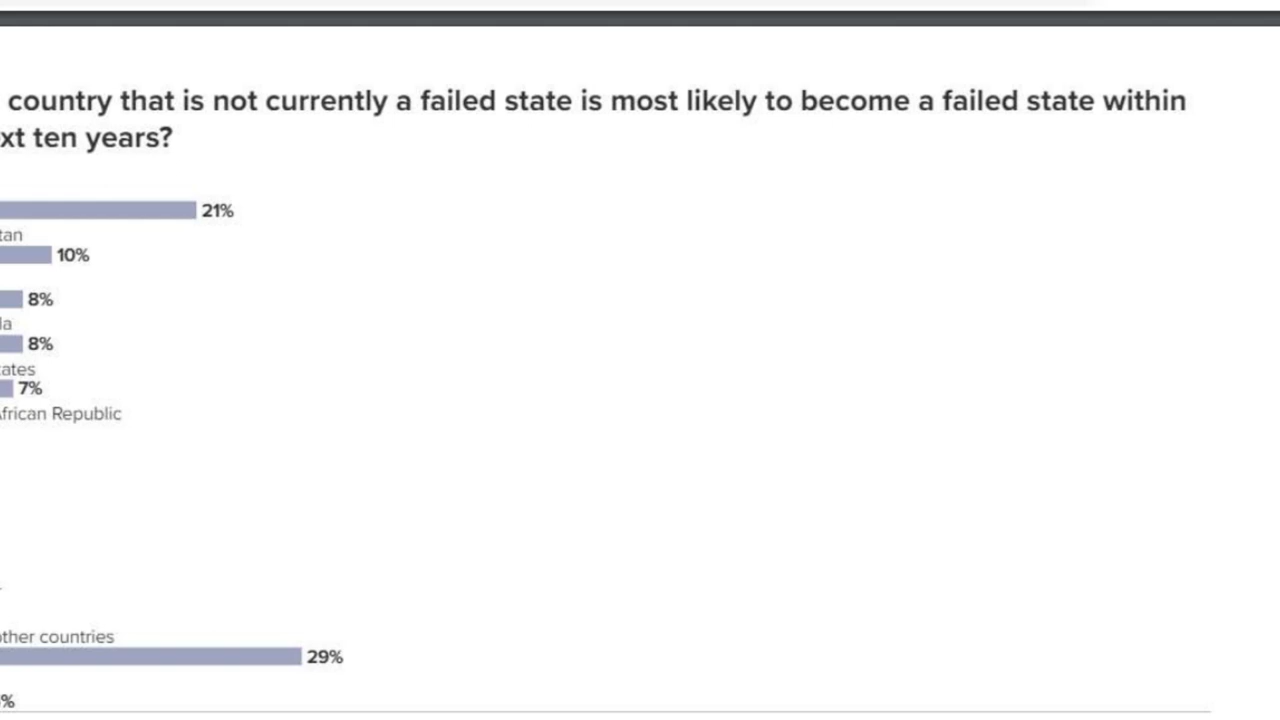 country that is not currently a failed state is most likely to become a failed state within
xt ten years?
21%
tan
10%
8%
la
8%
ates
7%
frican Republic
other countries
29%
%